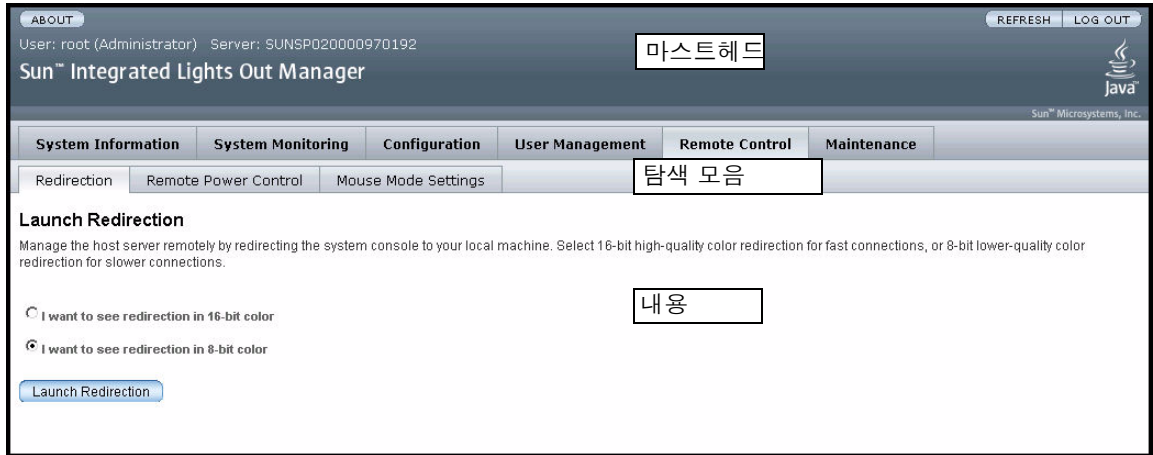 ABOUT
REFRESH LOG OUT
User: root (Administrator) Server: SUNSP020000970192
마스트헤드
Sun™ Integrated Lights Out Manager
Java™
Sun™ Microsystems, Inc.
System Information System Monitoring Configuration User Management Remote Control Maintenance
Redirection Remote Power Control Mouse Mode Settings
탐색 모음
Launch Redirection
Manage the host server remotely by redirecting the system console to your local machine. Select 16-bit high-quality color redirection for fast connections, or 8-bit lower-quality color
redirection for slower connections.
내용
I want to see redirection in 16-bit color
I want to see redirection in 8-bit color
Launch Redirection